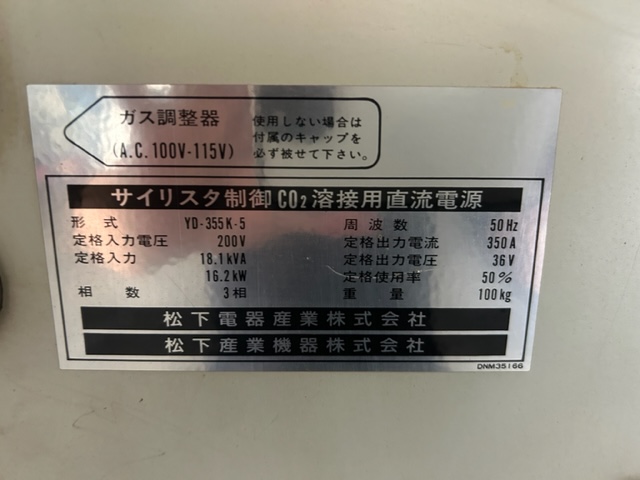 ガス調整器
(A.C. 100V-115V)
使用しない場合は
付属のキャップを
必ず被せて下さい。
サイリスタ制御CO2溶接用直流電源
形式 YD-355K-5
定格入力電圧 200V
定格入力 18.1kVA
16.2kW
相数 3相
周波数 50Hz
定格出力電流 350A
定格出力電圧 36V
定格使用率 50%
重量 100kg
松下電器産業株式会社
松下産業機器株式会社
DNM35166